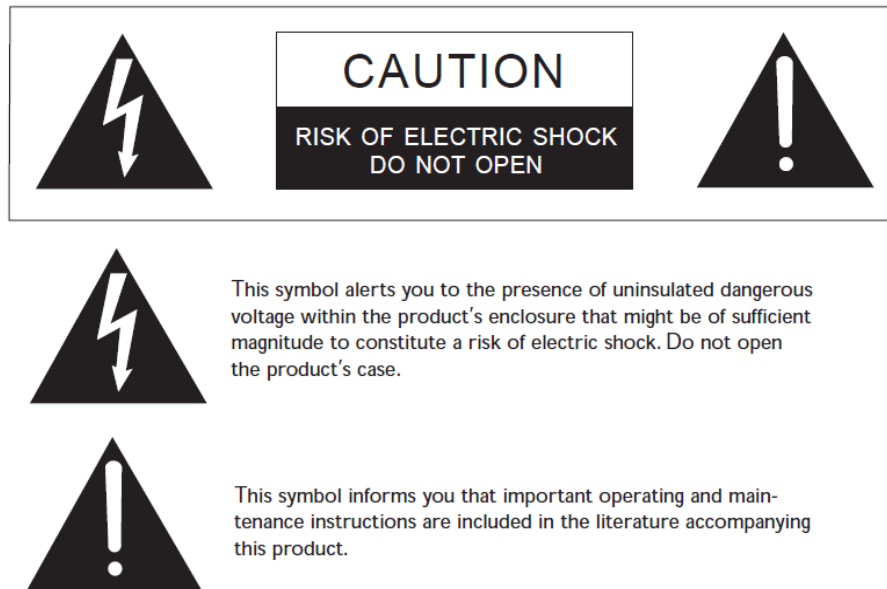 CAUTION
RISK OF ELECTRIC SHOCK
DO NOT OPEN
This symbol alerts you to the presence of uninsulated dangerous
voltage within the product's enclosure that might be of sufficient
magnitude to constitute a risk of electric shock. Do not open
the product's case.
This symbol informs you that important operating and main-
tenance instructions are included in the literature accompanying
this product.